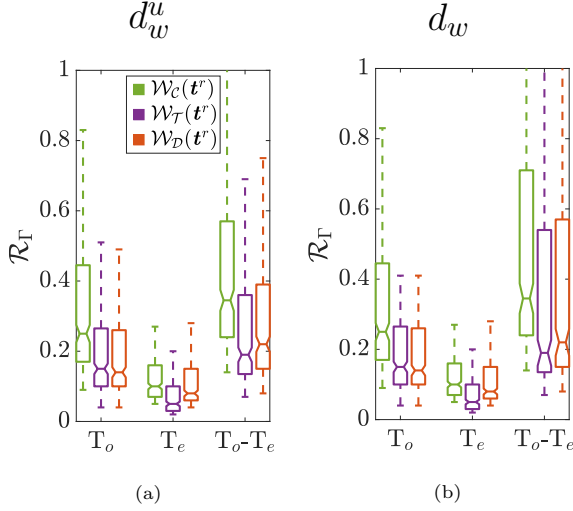 d_w^u
d_w
1
0.8
0.6
0.4
0.2
0
R_Γ
W_C(t^r)
W_T(t^r)
W_D(t^r)
T_o
T_e
T_o-T_e
(a)
1
0.8
0.6
0.4
0.2
0
R_Γ
T_o
T_e
T_o-T_e
(b)